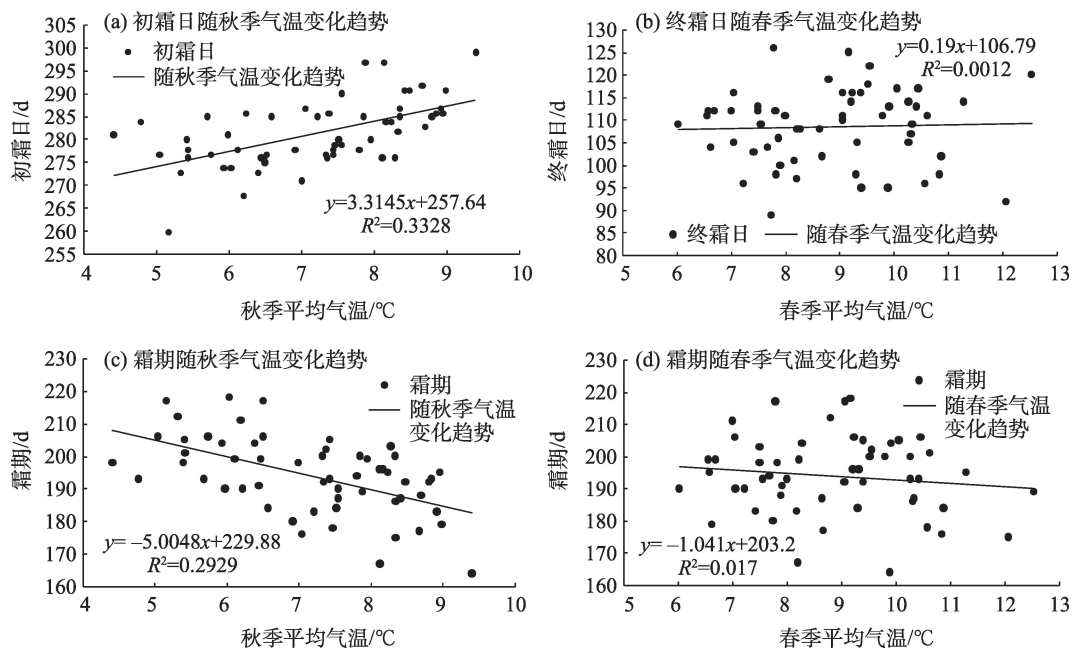 (a) 初霜日随秋季气温变化趋势
初霜日
随秋季气温变化趋势
y=3.3145x+257.64
R²=0.3328
初霜日/d
305
300
295
290
285
280
275
270
265
260
255
4 5 6 7 8 9 10
秋季平均气温/℃
(b) 终霜日随春季气温变化趋势
y=0.19x+106.79
R²=0.0012
终霜日
随春季气温变化趋势
终霜日/d
130
125
120
115
110
105
100
95
90
85
80
5 6 7 8 9 10 11 12 13
春季平均气温/℃
(c) 霜期随秋季气温变化趋势
霜期
随秋季气温
变化趋势
y= −5.0048x+229.88
R²=0.2929
霜期/d
230
220
210
200
190
180
170
160
4 5 6 7 8 9 10
秋季平均气温/℃
(d) 霜期随春季气温变化趋势
霜期
随春季气温
变化趋势
y= −1.041x+203.2
R²=0.017
霜期/d
230
220
210
200
190
180
170
160
5 6 7 8 9 10 11 12 13
春季平均气温/℃